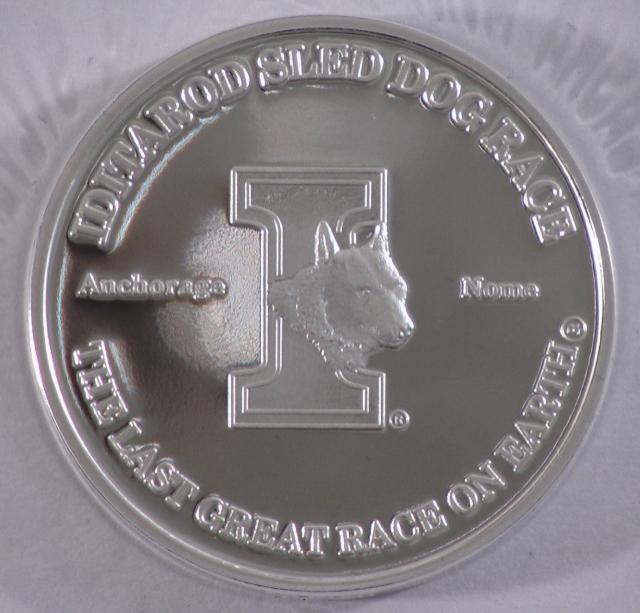 IDITAROD SLED DOG RACE
Anchorage
I
Nome
®
THE LAST GREAT RACE ON EARTH®